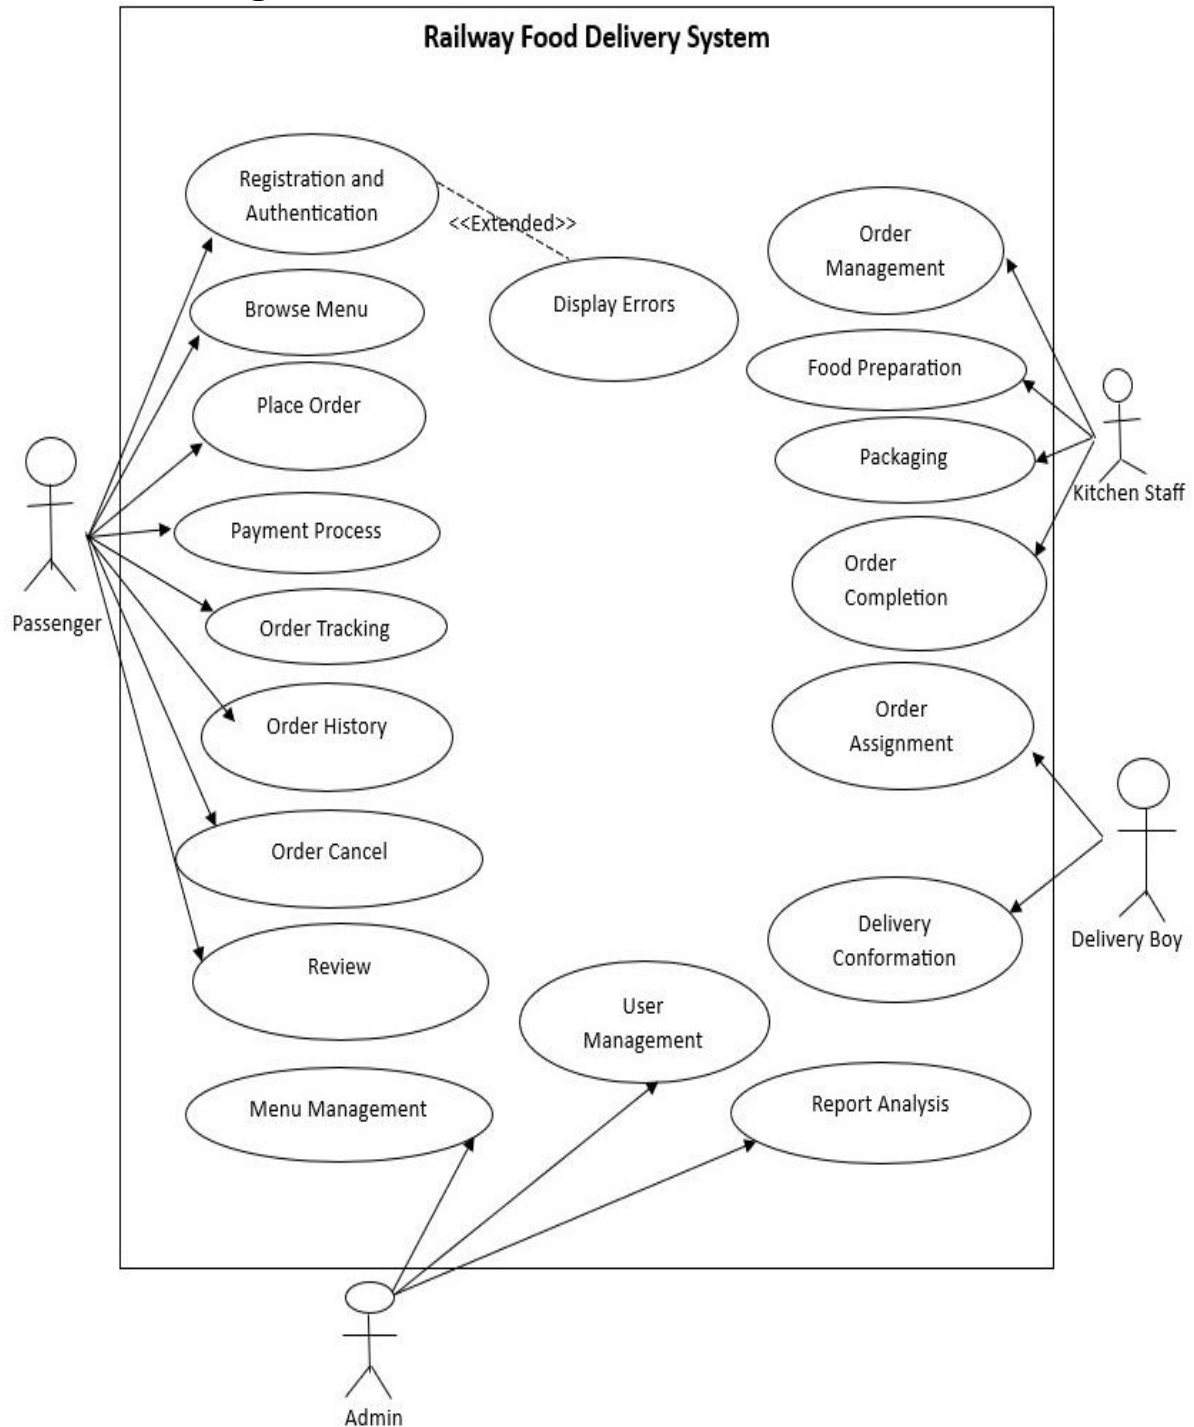 Railway Food Delivery System
Registration and
Authentication
<<Extended>>
Display Errors
Browse Menu
Place Order
Payment Process
Order Tracking
Order History
Order Cancel
Review
Menu Management
Passenger
Order
Management
Food Preparation
Packaging
Order
Completion
Kitchen Staff
Order
Assignment
Delivery
Conformation
Delivery Boy
User
Management
Report Analysis
Admin